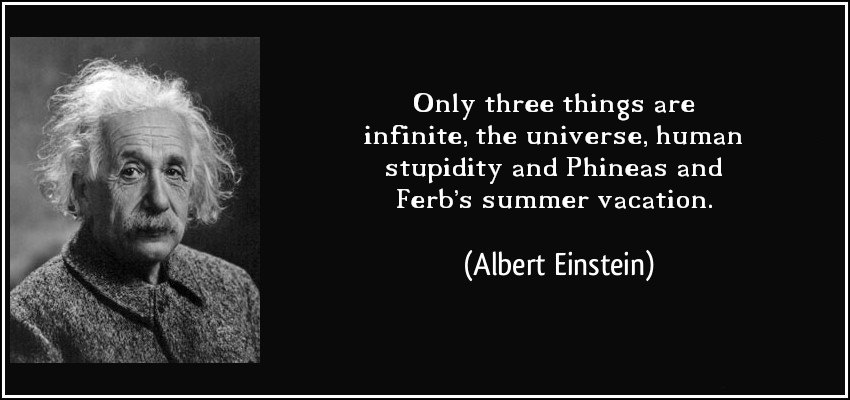 Only three things are
infinite, the universe, human
stupidity and Phineas and
Ferb's summer vacation.
(Albert Einstein)